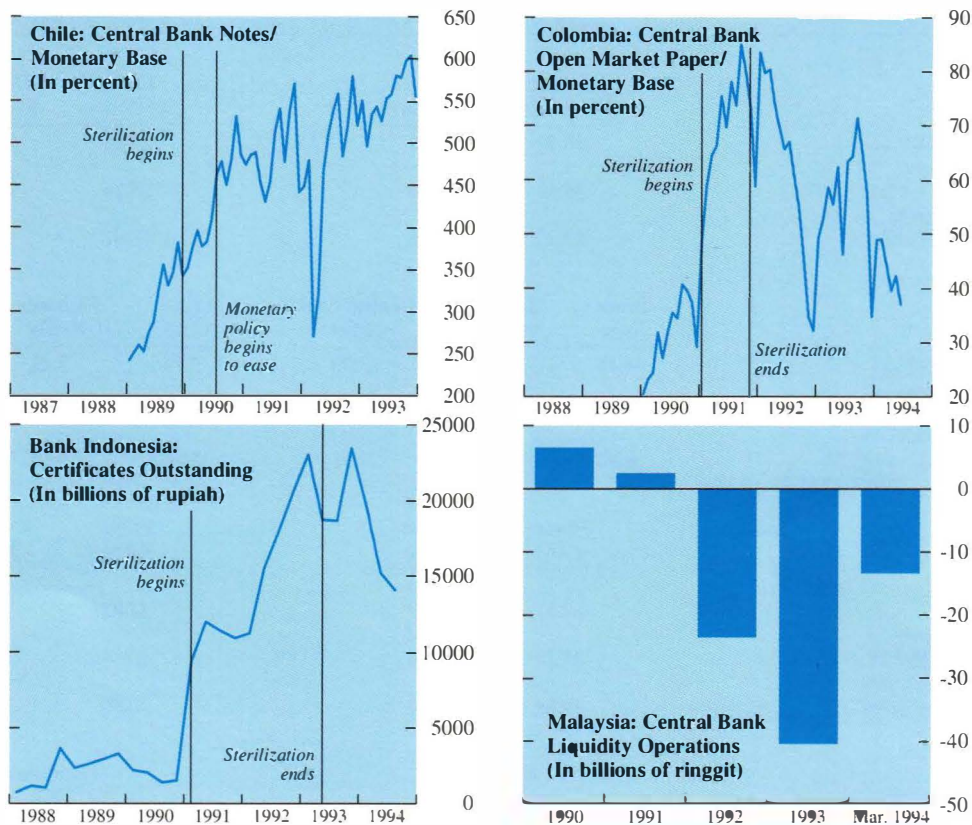 Chile: Central Bank Notes/
Monetary Base
(In percent)
Sterilization
begins
Monetary
policy
begins
to ease
650
600
550
500
450
400
350
300
250
200
1987 1988 1989 1990 1991 1992 1993
Colombia: Central Bank
Open Market Paper/
Monetary Base
(In percent)
Sterilization
begins
Sterilization
ends
90
80
70
60
50
40
30
20
1988 1989 1990 1991 1992 1993 1994
Bank Indonesia:
Certificates Outstanding
(In billions of rupiah)
Sterilization
begins
Sterilization
ends
25000
20000
15000
10000
5000
0
1988 1989 1990 1991 1992 1993 1994
10
0
-10
-20
-30
-40
-50
Malaysia: Central Bank
Liquidity Operations
(In billions of ringgit)
1990 1991 1992 1993 Mar. 1994